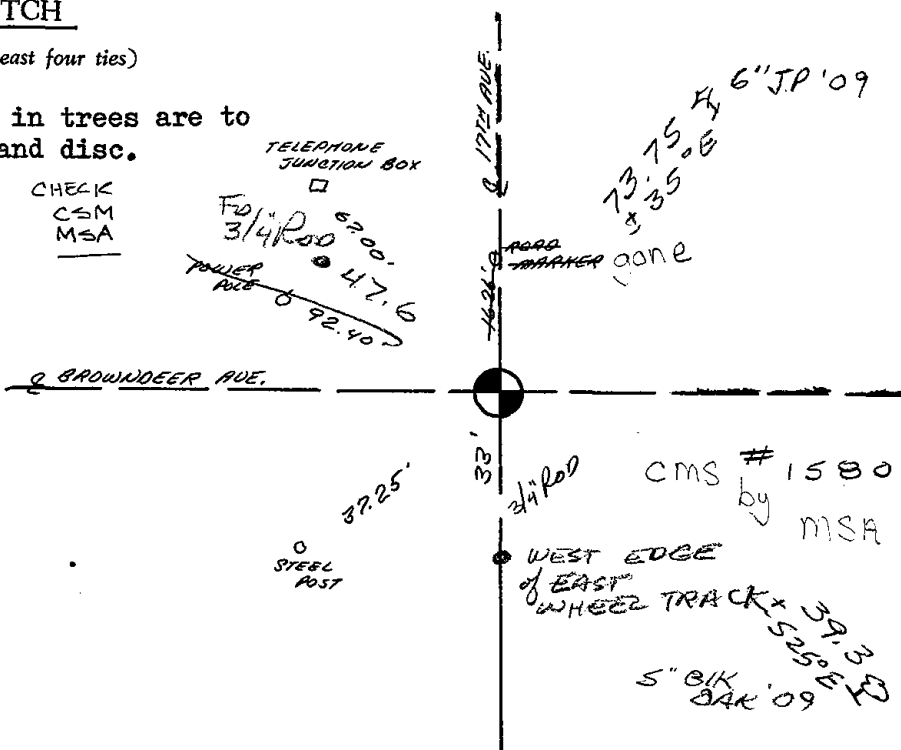 TCH
east four ties)
in trees are to
and disc.
CHECK
CSM
MSA
TELEPHONE
JUNCTION BOX
62.00'
FD
3/4" ROD
47.6
POWER
POLE
92.40
℄ 17TH AVE.
ROAD
MARKER
gone
16.26'
6" J.P '09
73.75
35° E
℄ BROWNDEER AVE.
33'
3/4" ROD
CMS # 1580
by
MSA
37.25'
STEEL
POST
WEST EDGE
of EAST
WHEEL TRACK
39.3
S25°E
5" BlK
OAK '09